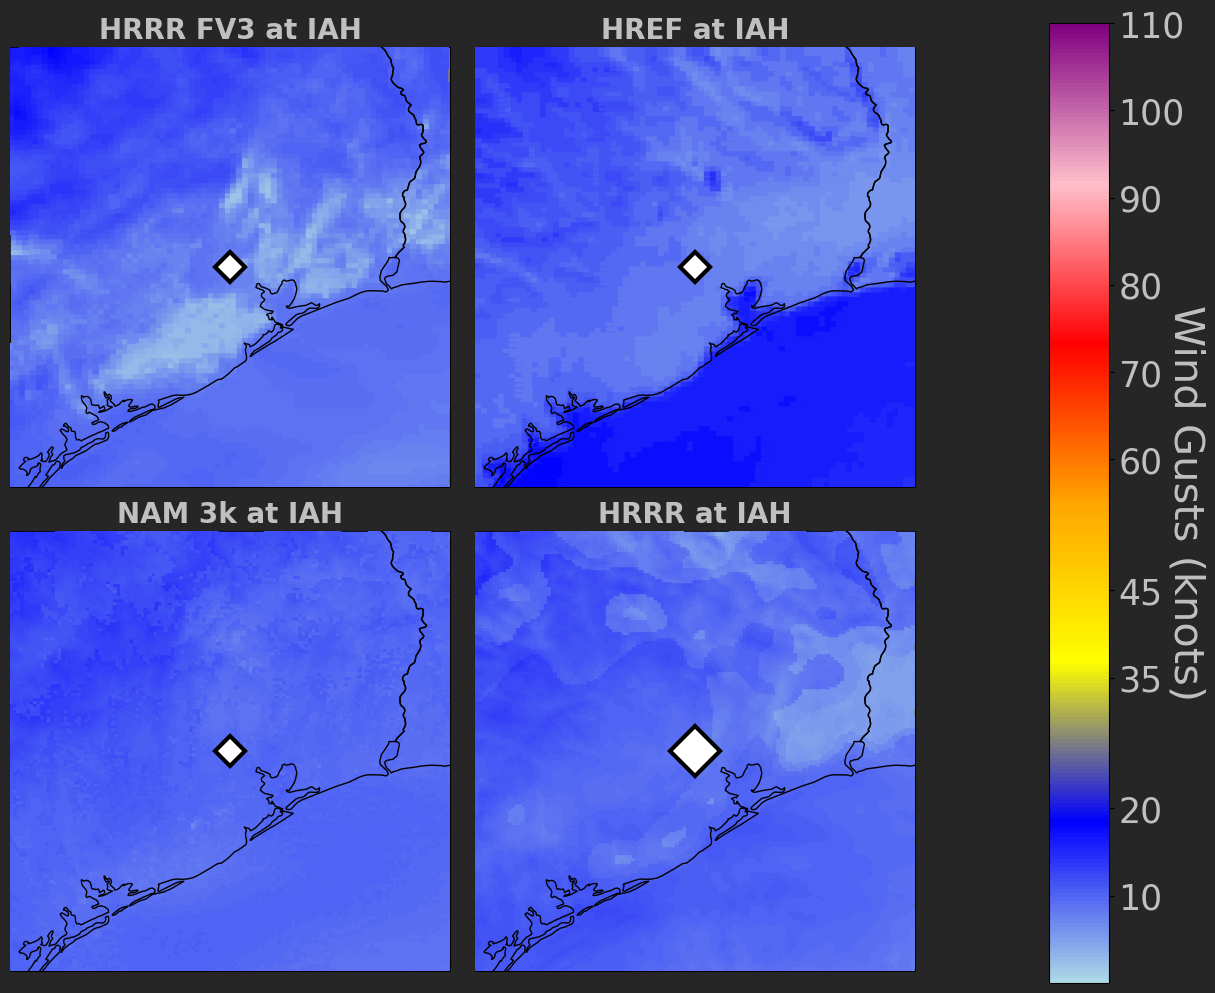 HRRR FV3 at IAH
HREF at IAH
NAM 3k at IAH
HRRR at IAH
110
100
90
80
70
60
45
35
20
10
Wind Gusts (knots)